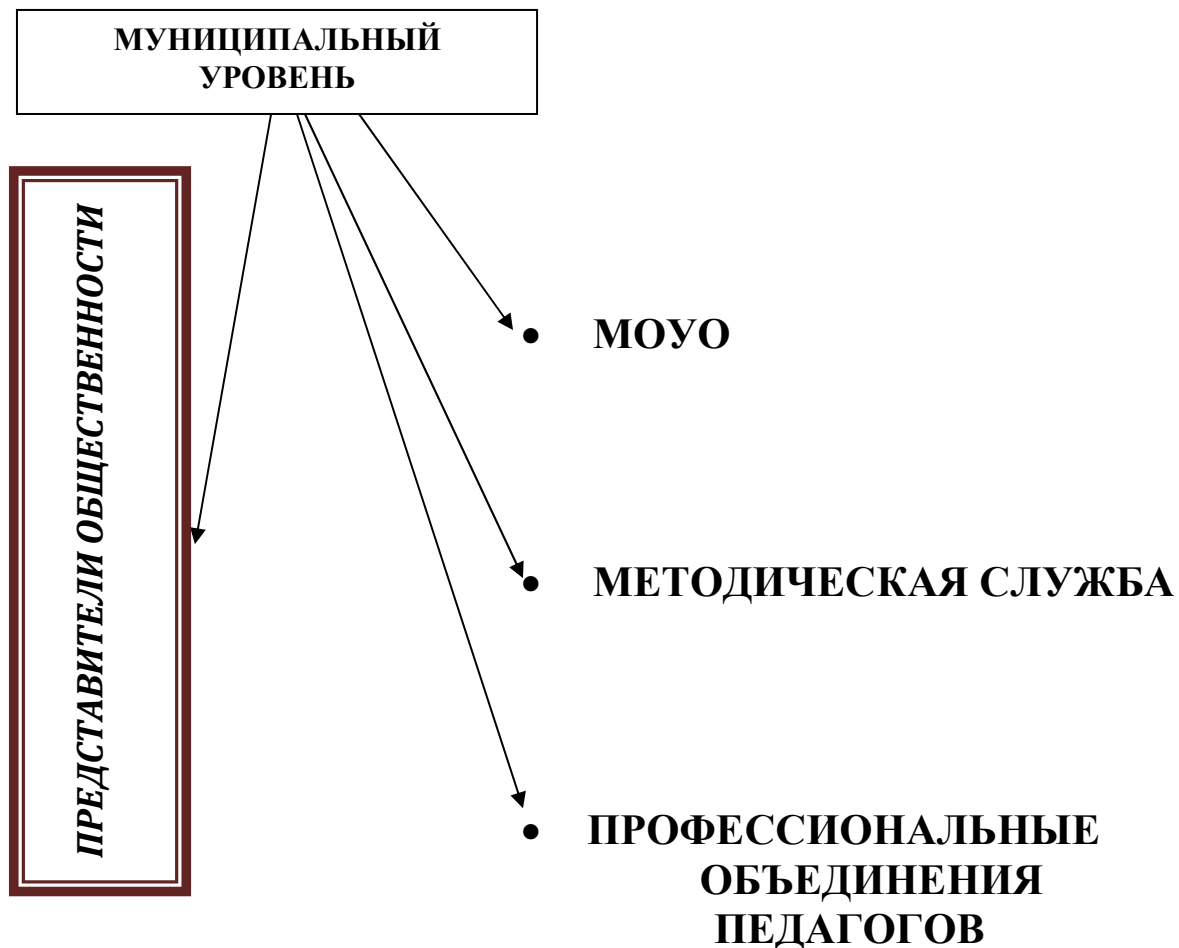 МУНИЦИПАЛЬНЫЙ
УРОВЕНЬ
ПРЕДСТАВИТЕЛИ ОБЩЕСТВЕННОСТИ
• МОУО
• МЕТОДИЧЕСКАЯ СЛУЖБА
• ПРОФЕССИОНАЛЬНЫЕ
ОБЪЕДИНЕНИЯ
ПЕДАГОГОВ